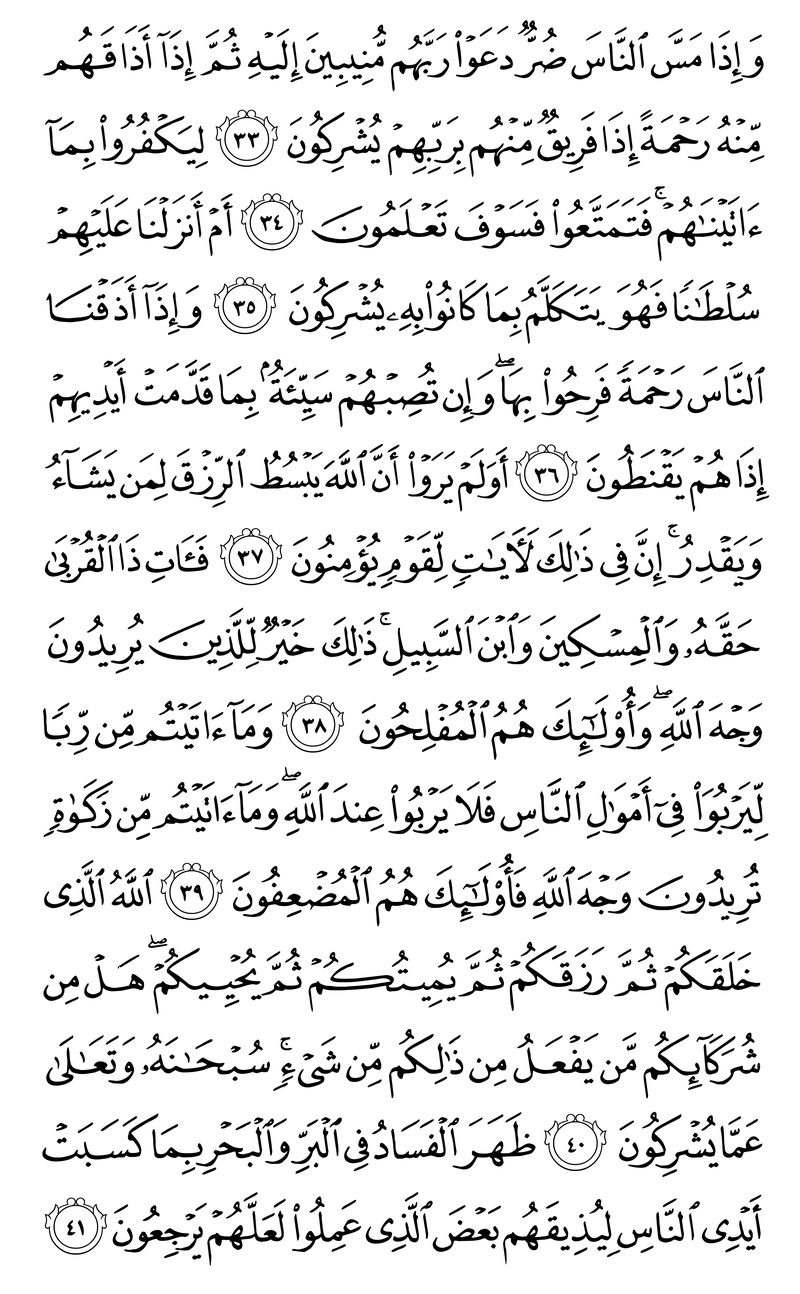 وَإِذَا مَسَّ ٱلنَّاسَ ضُرٌّ دَعَوْا۟ رَبَّهُم مُّنِيبِينَ إِلَيْهِ ثُمَّ إِذَآ أَذَاقَهُم
مِّنْهُ رَحْمَةً إِذَا فَرِيقٌ مِّنْهُم بِرَبِّهِمْ يُشْرِكُونَ ٣٣ لِيَكْفُرُوا۟ بِمَآ
ءَاتَيْنَٰهُمْ ۚ فَتَمَتَّعُوا۟ فَسَوْفَ تَعْلَمُونَ ٣٤ أَمْ أَنزَلْنَا عَلَيْهِمْ
سُلْطَٰنًا فَهُوَ يَتَكَلَّمُ بِمَا كَانُوا۟ بِهِۦ يُشْرِكُونَ ٣٥ وَإِذَآ أَذَقْنَا
ٱلنَّاسَ رَحْمَةً فَرِحُوا۟ بِهَا ۖ وَإِن تُصِبْهُمْ سَيِّئَةٌۢ بِمَا قَدَّمَتْ أَيْدِيهِمْ
إِذَا هُمْ يَقْنَطُونَ ٣٦ أَوَلَمْ يَرَوْا۟ أَنَّ ٱللَّهَ يَبْسُطُ ٱلرِّزْقَ لِمَن يَشَآءُ
وَيَقْدِرُ ۚ إِنَّ فِى ذَٰلِكَ لَءَايَٰتٍ لِّقَوْمٍ يُؤْمِنُونَ ٣٧ فَـَٔاتِ ذَا ٱلْقُرْبَىٰ
حَقَّهُۥ وَٱلْمِسْكِينَ وَٱبْنَ ٱلسَّبِيلِ ۚ ذَٰلِكَ خَيْرٌ لِّلَّذِينَ يُرِيدُونَ
وَجْهَ ٱللَّهِ ۖ وَأُو۟لَٰٓئِكَ هُمُ ٱلْمُفْلِحُونَ ٣٨ وَمَآ ءَاتَيْتُم مِّن رِّبًا
لِّيَرْبُوَا۟ فِىٓ أَمْوَٰلِ ٱلنَّاسِ فَلَا يَرْبُوا۟ عِندَ ٱللَّهِ ۖ وَمَآ ءَاتَيْتُم مِّن زَكَوٰةٍ
تُرِيدُونَ وَجْهَ ٱللَّهِ فَأُو۟لَٰٓئِكَ هُمُ ٱلْمُضْعِفُونَ ٣٩ ٱللَّهُ ٱلَّذِى
خَلَقَكُمْ ثُمَّ رَزَقَكُمْ ثُمَّ يُمِيتُكُمْ ثُمَّ يُحْيِيكُمْ ۖ هَلْ مِن
شُرَكَآئِكُم مَّن يَفْعَلُ مِن ذَٰلِكُم مِّن شَىْءٍ ۚ سُبْحَٰنَهُۥ وَتَعَٰلَىٰ
عَمَّا يُشْرِكُونَ ٤٠ ظَهَرَ ٱلْفَسَادُ فِى ٱلْبَرِّ وَٱلْبَحْرِ بِمَا كَسَبَتْ
أَيْدِى ٱلنَّاسِ لِيُذِيقَهُم بَعْضَ ٱلَّذِى عَمِلُوا۟ لَعَلَّهُمْ يَرْجِعُونَ ٤١